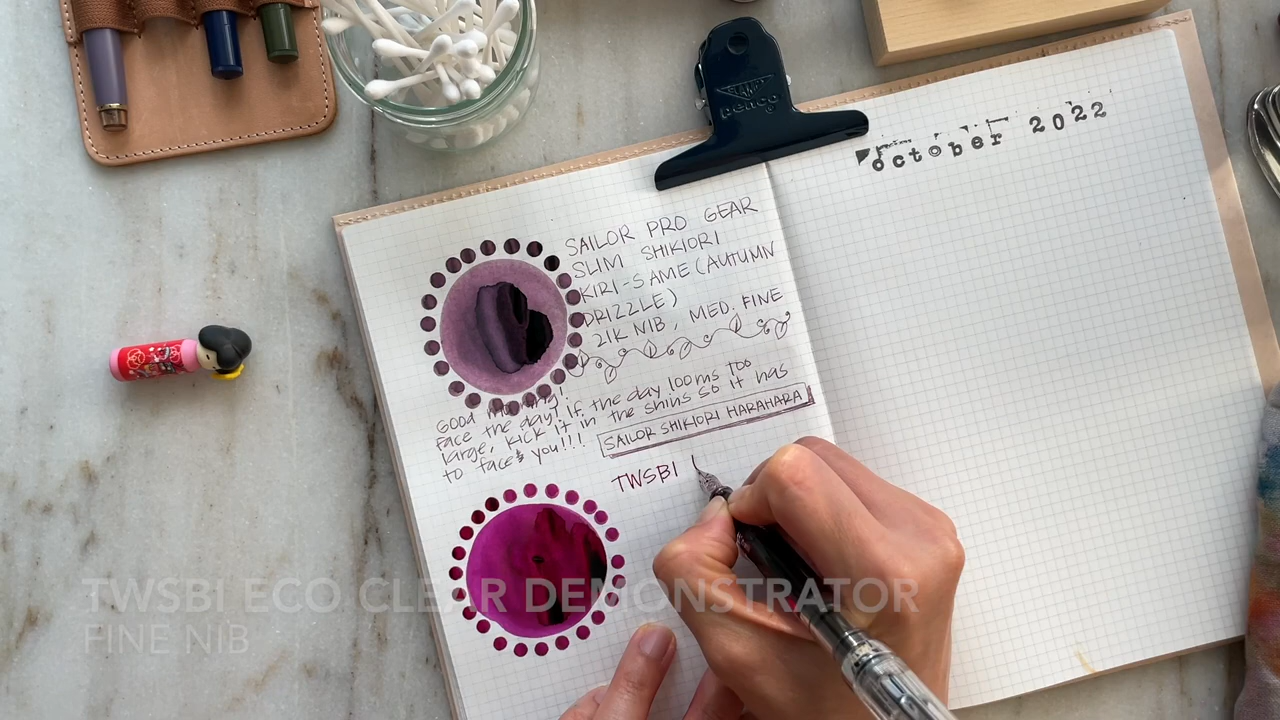 penco
October 2022
SAILOR PRO GEAR
SLIM SHIKIORI
KIRI-SAME (AUTUMN
DRIZZLE)
21K NIB, MED. FINE
Good morning!
Face the day! If the day looms too
large, kick it in the shins so it has
to faces you!!!
SAILOR SHIKIORI HARAHARA
TWSBI
TWSBI ECO CLEAR DEMONSTRATOR
FINE NIB